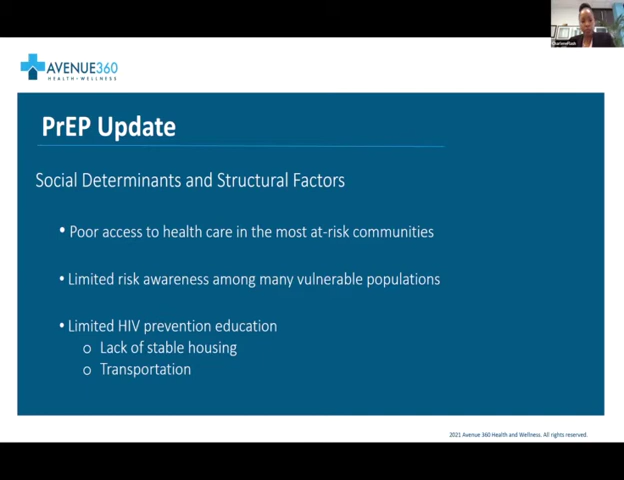 CharleneFlash
AVENUE360
HEALTH+WELLNESS
PrEP Update
Social Determinants and Structural Factors
• Poor access to health care in the most at-risk communities
• Limited risk awareness among many vulnerable populations
• Limited HIV prevention education
o Lack of stable housing
o Transportation
2021 Avenue 360 Health and Wellness. All rights reserved.